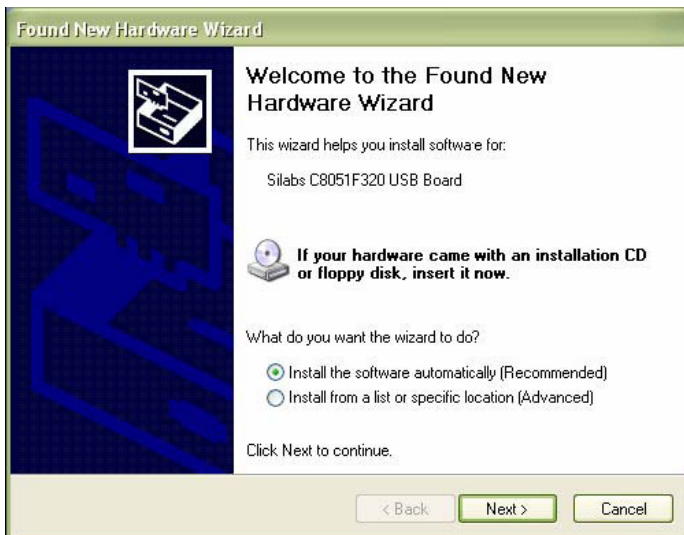 Found New Hardware Wizard
Welcome to the Found New
Hardware Wizard
This wizard helps you install software for:
Silabs C8051F320 USB Board
If your hardware came with an installation CD
or floppy disk, insert it now.
What do you want the wizard to do?
Install the software automatically (Recommended)
Install from a list or specific location (Advanced)
Click Next to continue.
< Back Next > Cancel